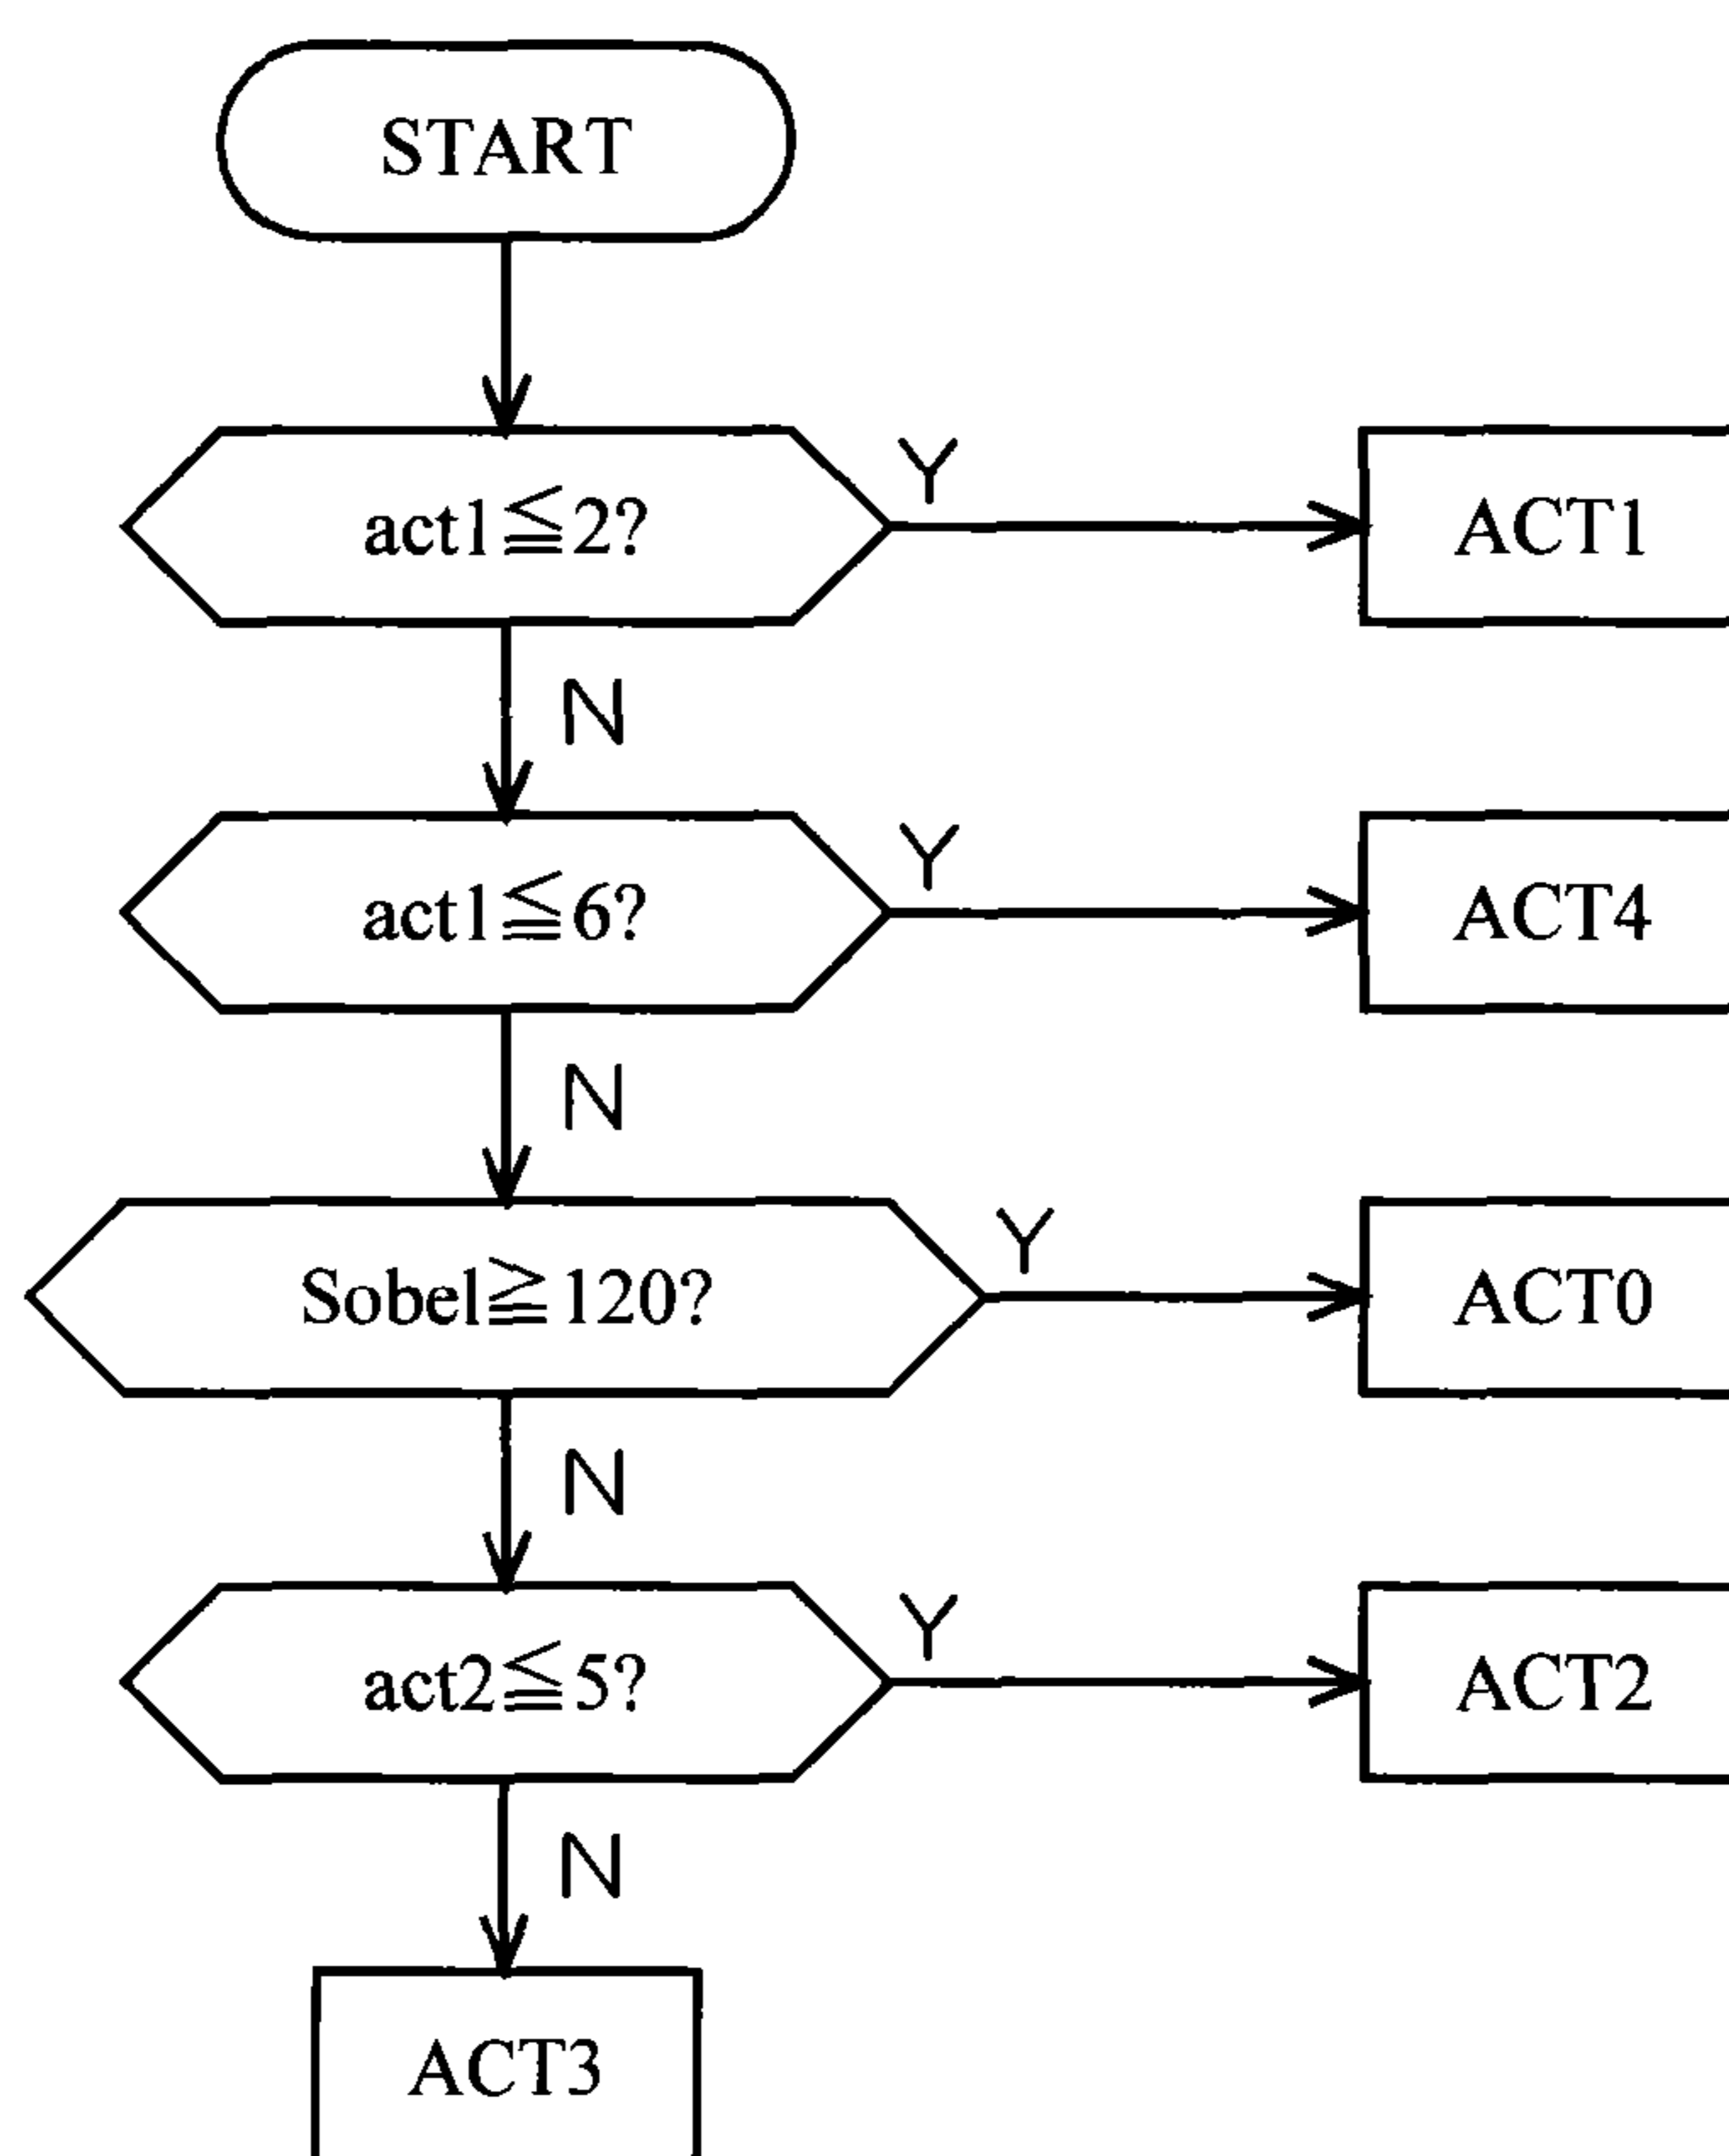 START
act1≦2?
Y
ACT1
N
act1≦6?
Y
ACT4
N
Sobel≧120?
Y
ACT0
N
act2≦5?
Y
ACT2
N
ACT3